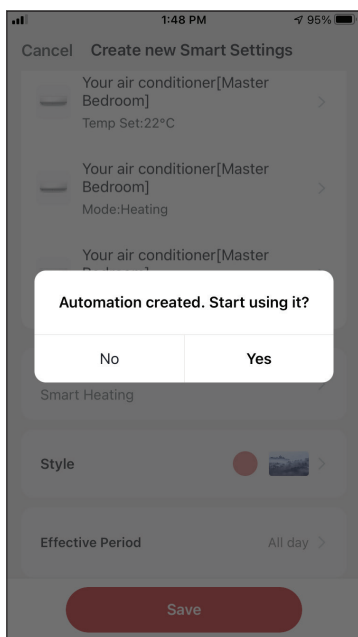 1:48 PM
95%
Cancel
Create new Smart Settings
Your air conditioner[Master
Bedroom]
Temp Set:22°C
Your air conditioner[Master
Bedroom]
Mode:Heating
Your air conditioner[Master
Automation created. Start using it?
No
Yes
Smart Heating
Style
Effective Period
All day
Save